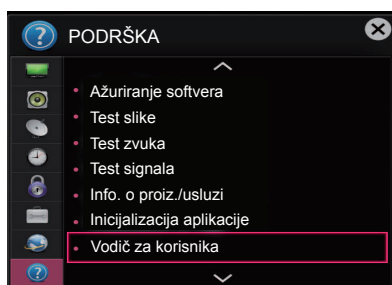 PODRŠKA
Ažuriranje softvera
Test slike
Test zvuka
Test signala
Info. o proiz./usluzi
Inicijalizacija aplikacije
Vodič za korisnika